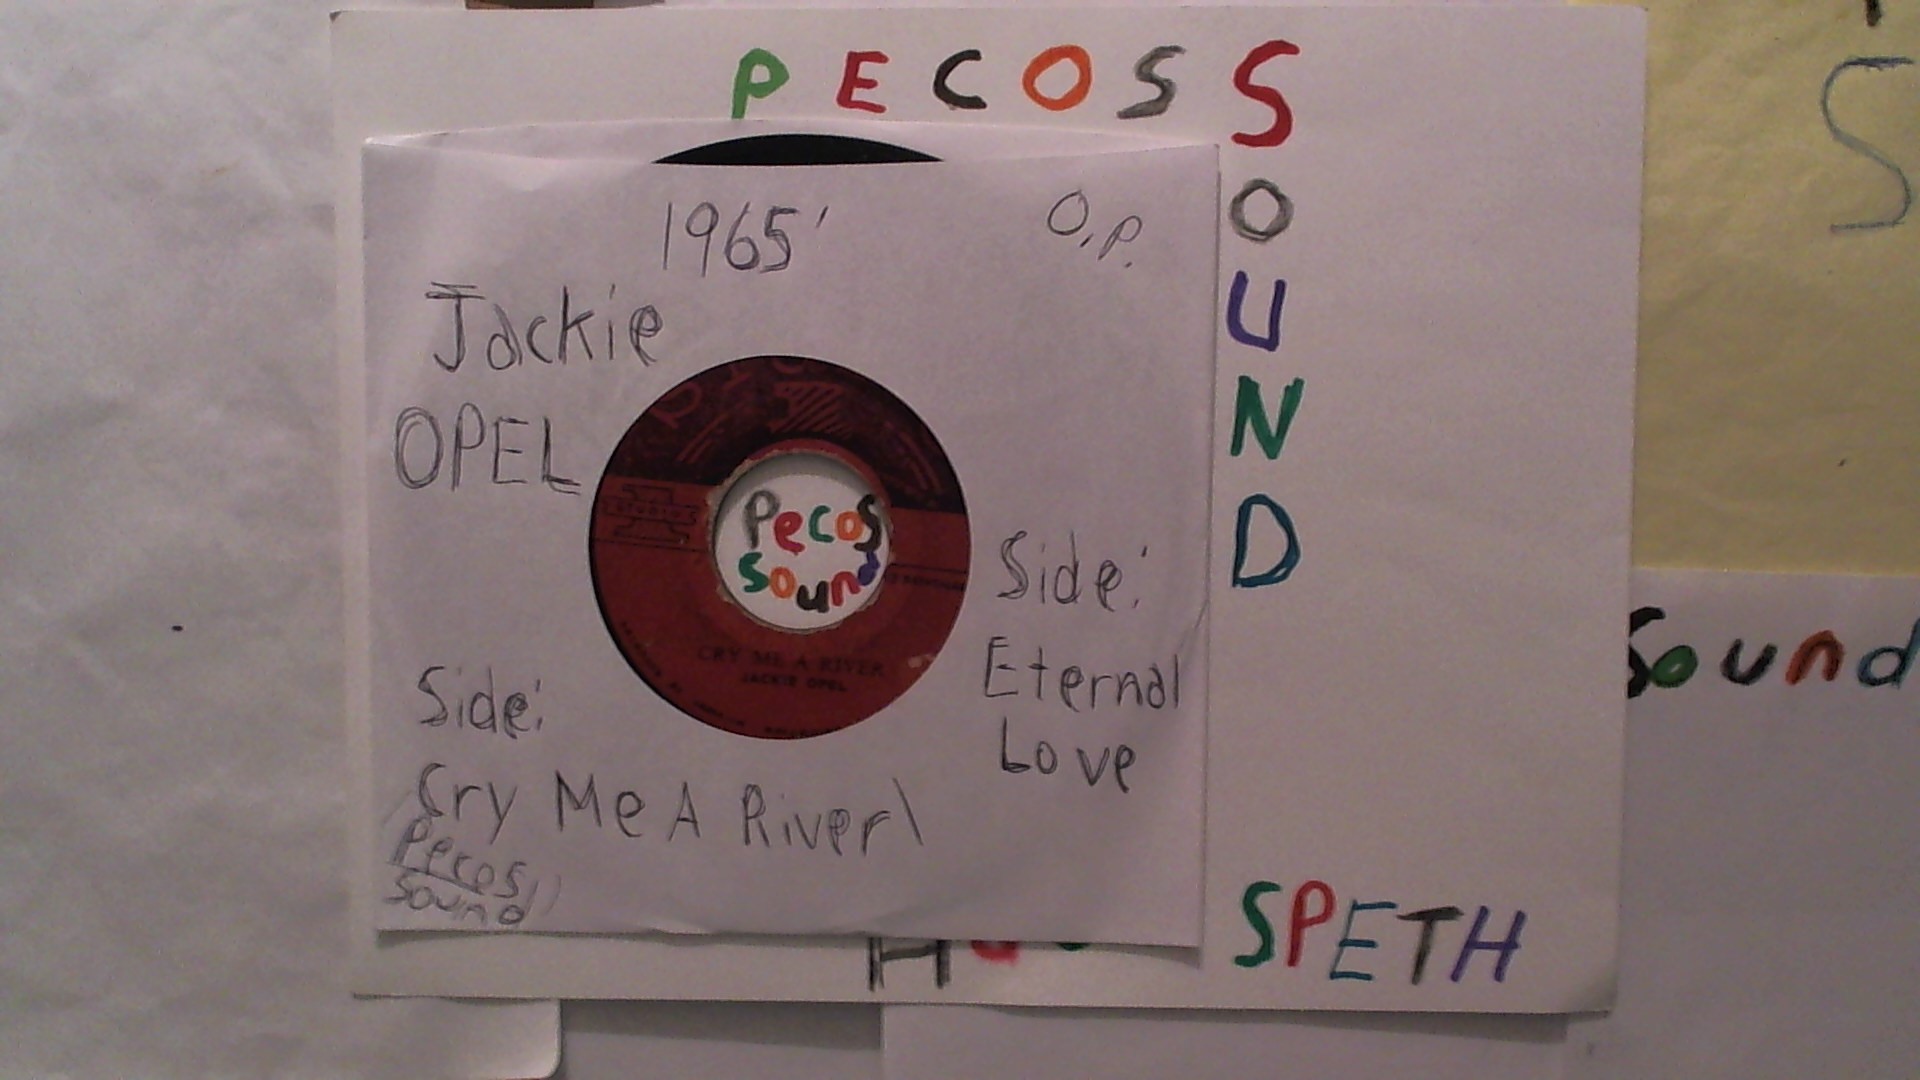 PECOS
SOUND
1965'
O.P.
Jackie
OPEL
Pecos
Sound
CRY ME A RIVER
JACKIE OPEL
Side:
Eternal
Love
Side:
Cry Me A River\
Pecos
Sound
SPETH
Sound
S